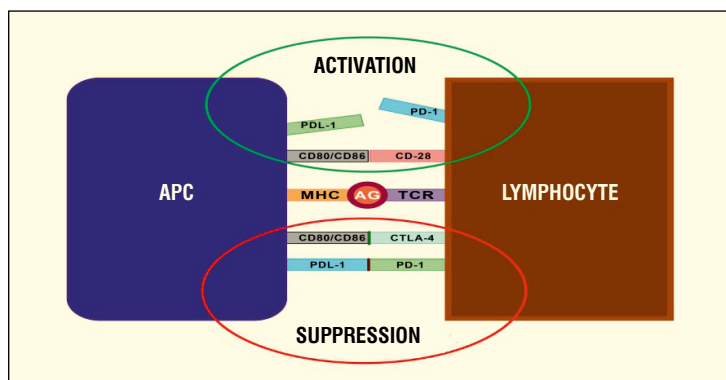 ACTIVATION
PDL-1
PD-1
CD80/CD86 CD-28
APC
MHC AG TCR
LYMPHOCYTE
CD80/CD86 CTLA-4
PDL-1 PD-1
SUPPRESSION